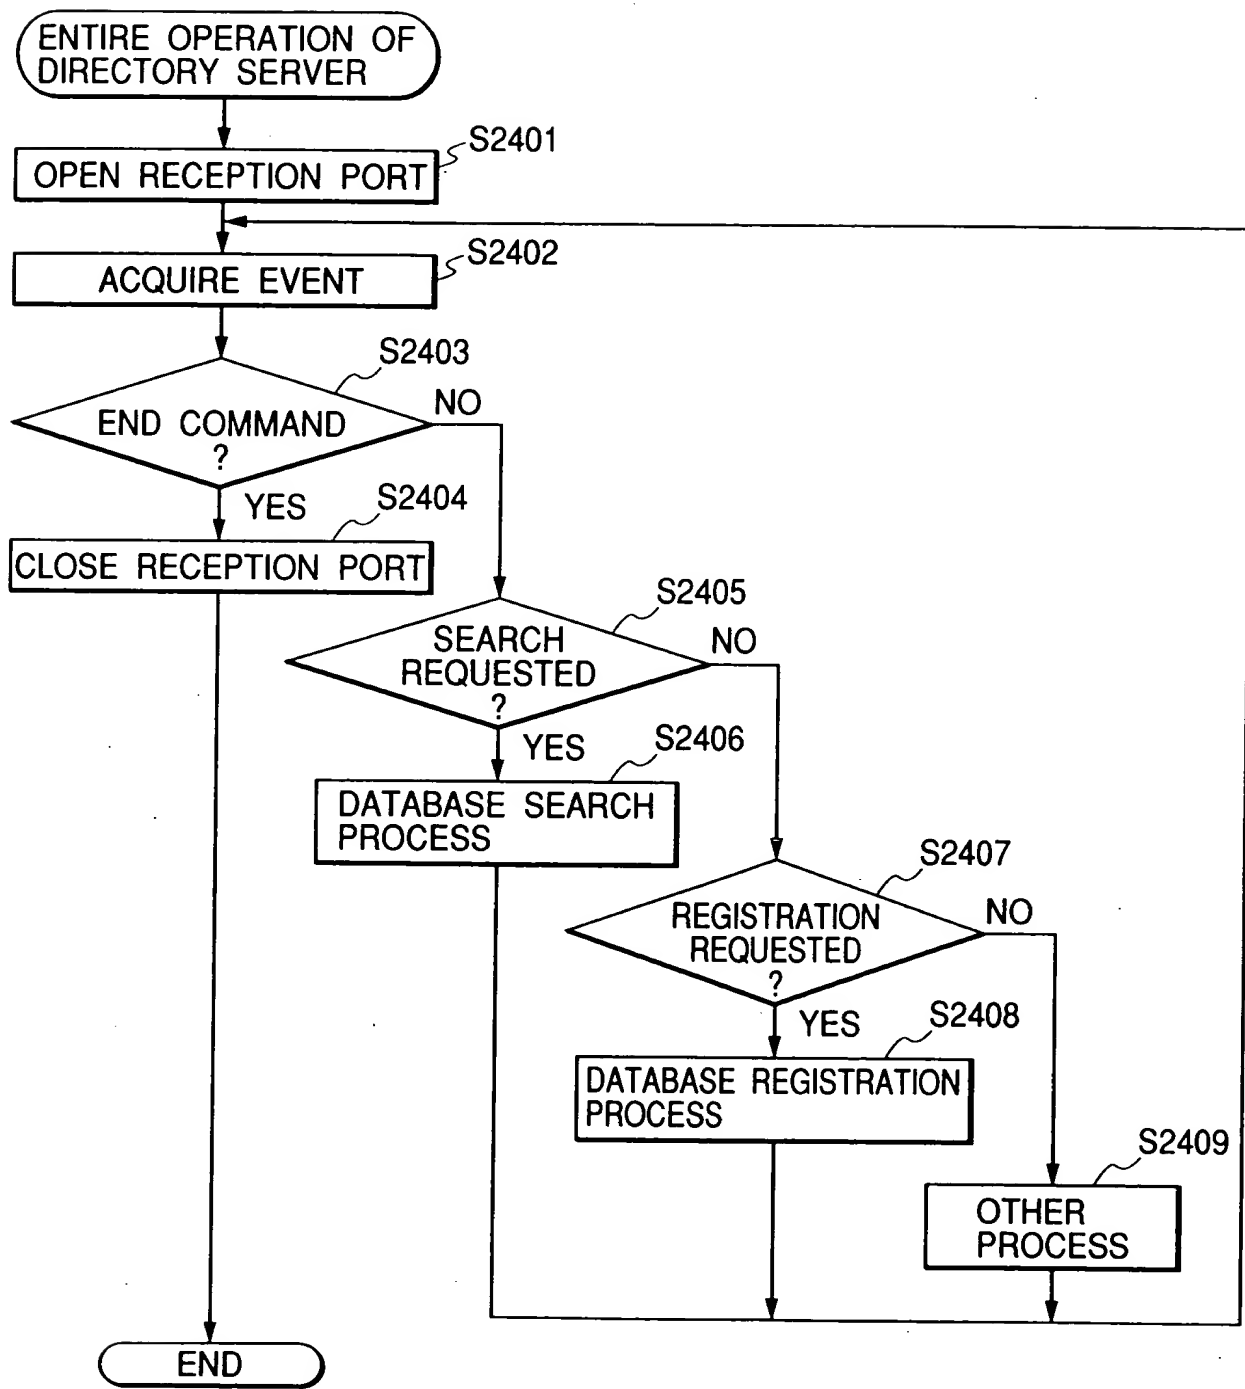 ENTIRE OPERATION OF
DIRECTORY SERVER
S2401
OPEN RECEPTION PORT
S2402
ACQUIRE EVENT
S2403
NO
END COMMAND
?
YES
S2404
CLOSE RECEPTION PORT
S2405
NO
SEARCH
REQUESTED
?
YES
S2406
DATABASE SEARCH
PROCESS
S2407
NO
REGISTRATION
REQUESTED
?
YES
S2408
DATABASE REGISTRATION
PROCESS
S2409
OTHER
PROCESS
END